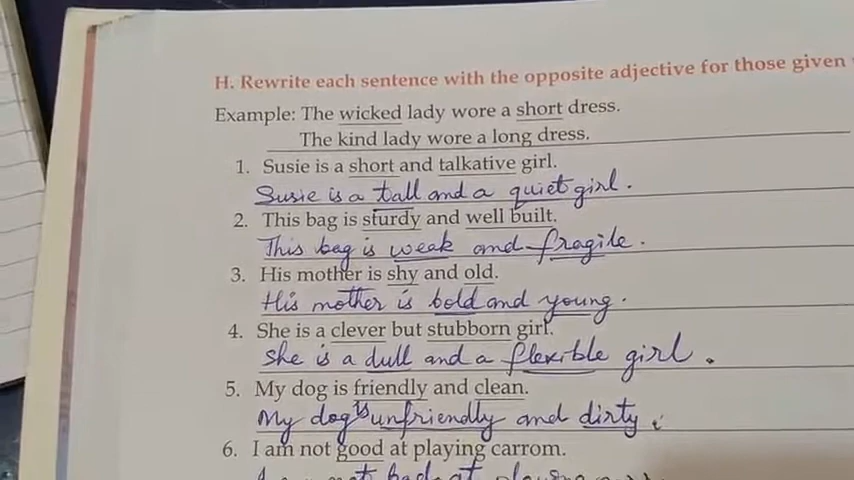 H. Rewrite each sentence with the opposite adjective for those given
Example: The wicked lady wore a short dress.
The kind lady wore a long dress.
1. Susie is a short and talkative girl.
Susie is a tall and a quiet girl.
2. This bag is sturdy and well built.
This bag is weak and fragile.
3. His mother is shy and old.
His mother is bold and young.
4. She is a clever but stubborn girl.
She is a dull and a flexible girl.
5. My dog is friendly and clean.
My dog is unfriendly and dirty
6. I am not good at playing carrom.
not bad at playing